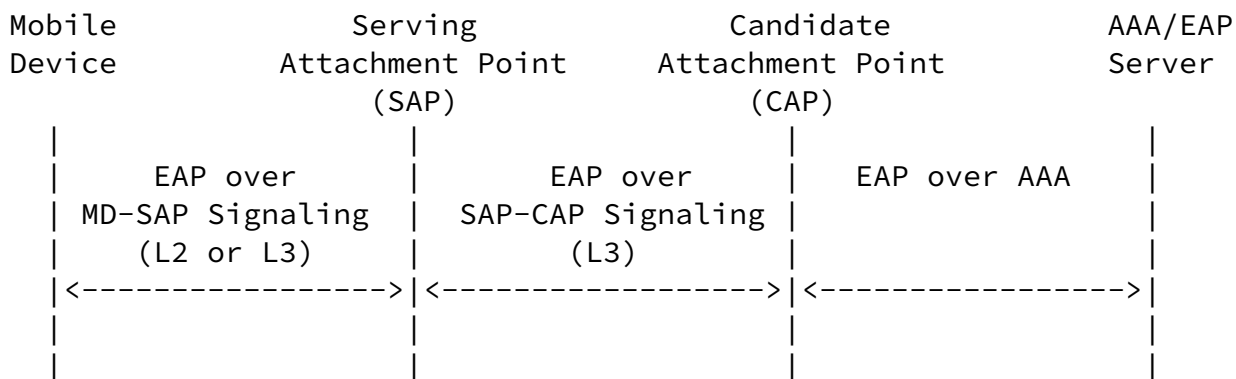 Mobile Serving Candidate AAA/EAP
Device Attachment Point Attachment Point Server
(SAP) (CAP)
EAP over EAP over EAP over AAA
MD-SAP Signaling SAP-CAP Signaling
(L2 or L3) (L3)